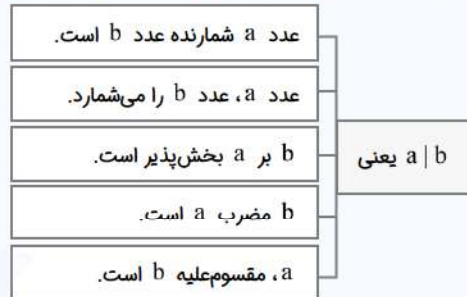 a | b یعنی
عدد a شمارنده عدد b است.
عدد a، عدد b را می‌شمارد.
b بر a بخش‌پذیر است.
b مضرب a است.
a، مقسوم‌علیه b است.